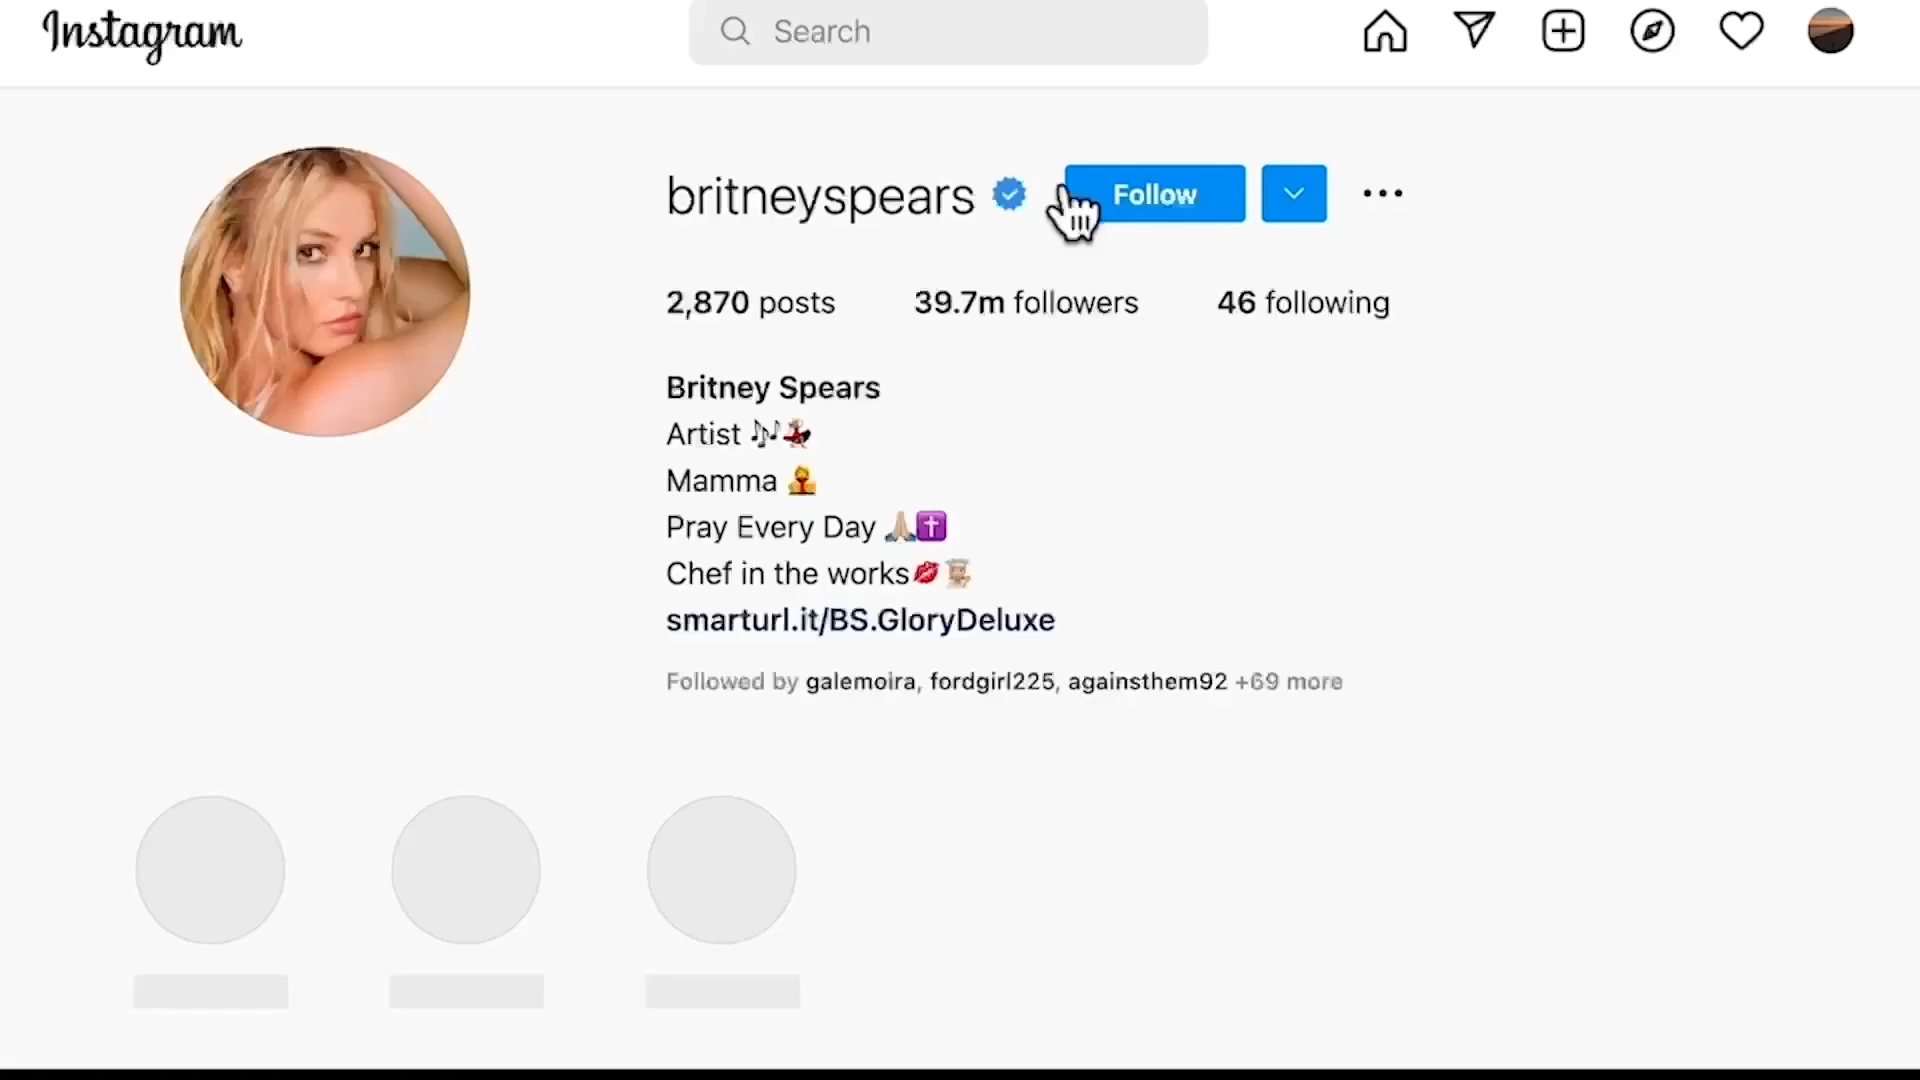 Instagram
Search
britneyspears
Follow
2,870 posts 39.7m followers 46 following
Britney Spears
Artist 🎶💃
Mamma 🤱
Pray Every Day 🙏🏼✝️
Chef in the works💋👩🏼‍🍳
smarturl.it/BS.GloryDeluxe
Followed by galemoira, fordgirl225, againsthem92 +69 more